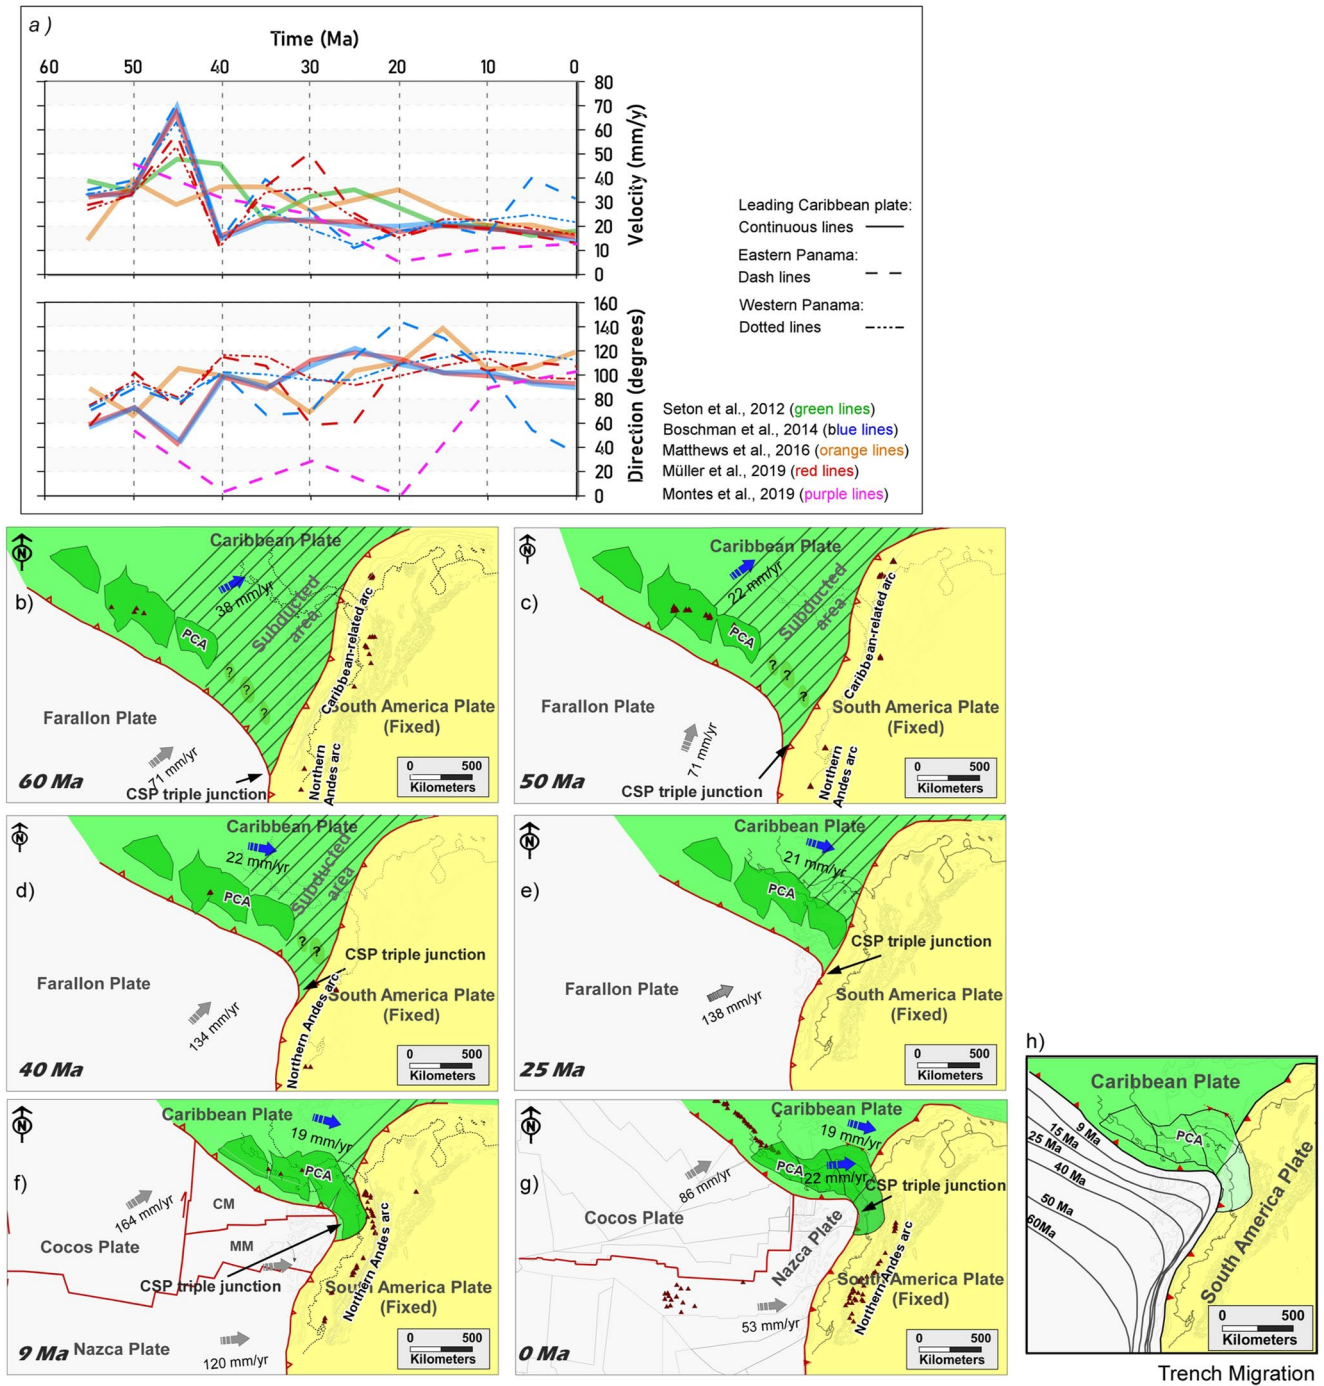 a )
Time (Ma)
60 50 40 30 20 10 0
80
70
60
50
40
30
20
10
0
Velocity (mm/y)
160
140
120
100
80
60
40
20
0
Direction (degrees)
Leading Caribbean plate:
Continuous lines
Eastern Panama:
Dash lines
Western Panama:
Dotted lines
Seton et al., 2012 (green lines)
Boschman et al., 2014 (blue lines)
Matthews et al., 2016 (orange lines)
Müller et al., 2019 (red lines)
Montes et al., 2019 (purple lines)
N
b)
Caribbean Plate
38 mm/yr
Subducted
area
PCA
? ? ?
Caribbean-related arc
South America Plate
(Fixed)
Farallon Plate
71 mm/yr
Northern
Andes arc
CSP triple junction
60 Ma
0 500
Kilometers
N
c)
Caribbean Plate
22 mm/yr
Subducted
area
PCA
? ? ?
Caribbean-related arc
South America Plate
(Fixed)
Farallon Plate
71 mm/yr
Northern
Andes arc
CSP triple junction
50 Ma
0 500
Kilometers
N
d)
Caribbean Plate
22 mm/yr
Subducted
area
PCA
? ?
CSP triple junction
Farallon Plate
134 mm/yr
Northern Andes arc
South America Plate
(Fixed)
40 Ma
0 500
Kilometers
N
e)
Caribbean Plate
21 mm/yr
PCA
CSP triple junction
Farallon Plate
138 mm/yr
South America Plate
(Fixed)
25 Ma
0 500
Kilometers
N
f)
Caribbean Plate
19 mm/yr
PCA
164 mm/yr
CM
Cocos Plate
MM
CSP triple junction
Northern Andes arc
South America Plate
(Fixed)
9 Ma
Nazca Plate
120 mm/yr
0 500
Kilometers
N
g)
Caribbean Plate
19 mm/yr
PCA
22 mm/yr
86 mm/yr
CSP triple junction
Cocos Plate
Nazca Plate
53 mm/yr
Northern Andes arc
South America Plate
(Fixed)
0 Ma
0 500
Kilometers
h)
Caribbean Plate
PCA
9 Ma
15 Ma
25 Ma
40 Ma
50 Ma
60Ma
South America Plate
0 500
Kilometers
Trench Migration